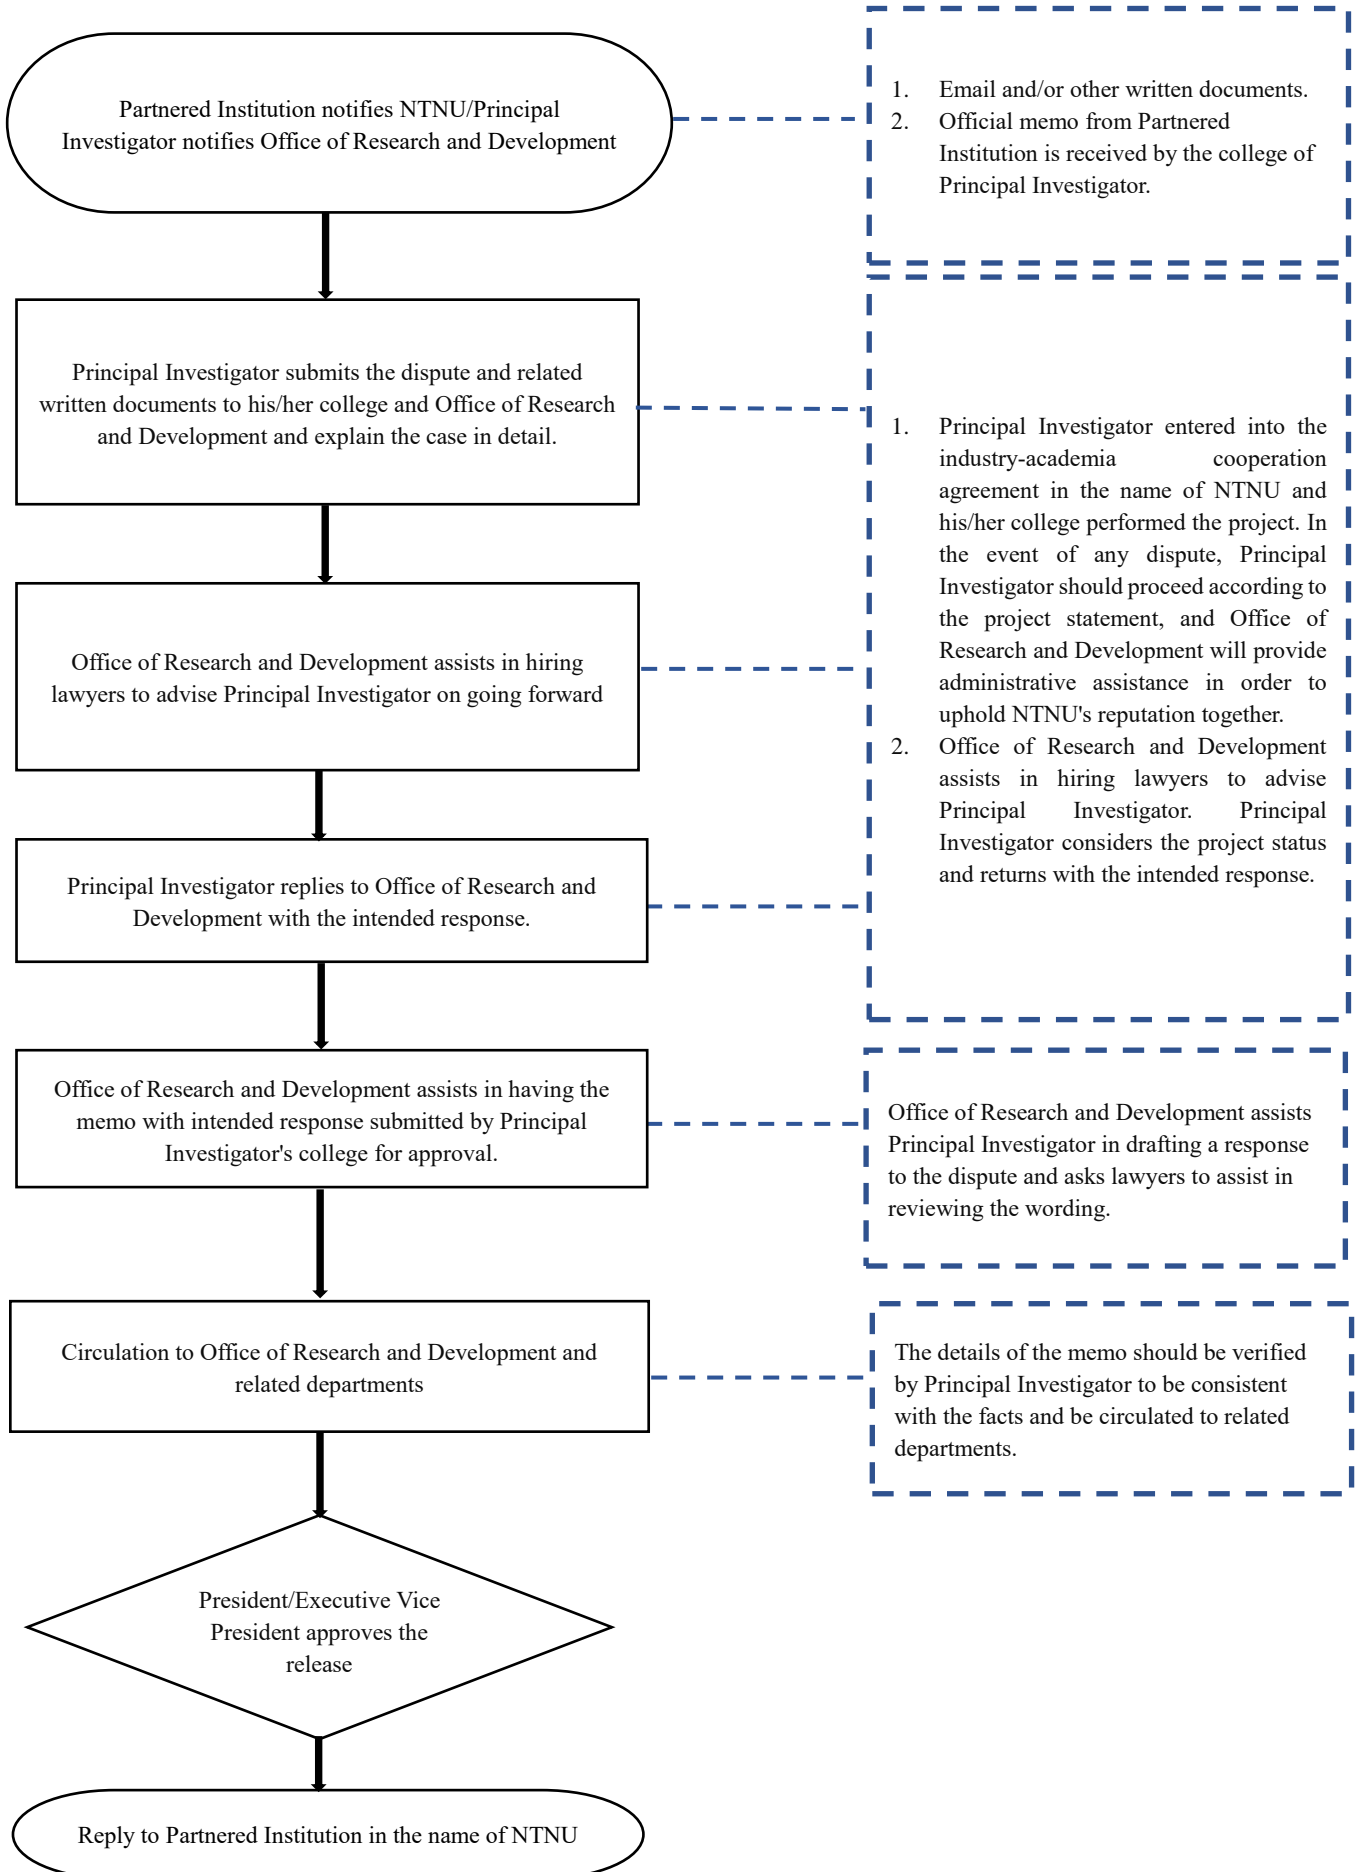 Partnered Institution notifies NTNU/Principal
Investigator notifies Office of Research and Development
1. Email and/or other written documents.
2. Official memo from Partnered
Institution is received by the college of
Principal Investigator.
Principal Investigator submits the dispute and related
written documents to his/her college and Office of Research
and Development and explain the case in detail.
1. Principal Investigator entered into the
industry-academia cooperation
agreement in the name of NTNU and
his/her college performed the project. In
the event of any dispute, Principal
Investigator should proceed according to
the project statement, and Office of
Research and Development will provide
administrative assistance in order to
uphold NTNU's reputation together.
2. Office of Research and Development
assists in hiring lawyers to advise
Principal Investigator. Principal
Investigator considers the project status
and returns with the intended response.
Office of Research and Development assists in hiring
lawyers to advise Principal Investigator on going forward
Principal Investigator replies to Office of Research and
Development with the intended response.
Office of Research and Development assists in having the
memo with intended response submitted by Principal
Investigator's college for approval.
Office of Research and Development assists
Principal Investigator in drafting a response
to the dispute and asks lawyers to assist in
reviewing the wording.
Circulation to Office of Research and Development and
related departments
The details of the memo should be verified
by Principal Investigator to be consistent
with the facts and be circulated to related
departments.
President/Executive Vice
President approves the
release
Reply to Partnered Institution in the name of NTNU